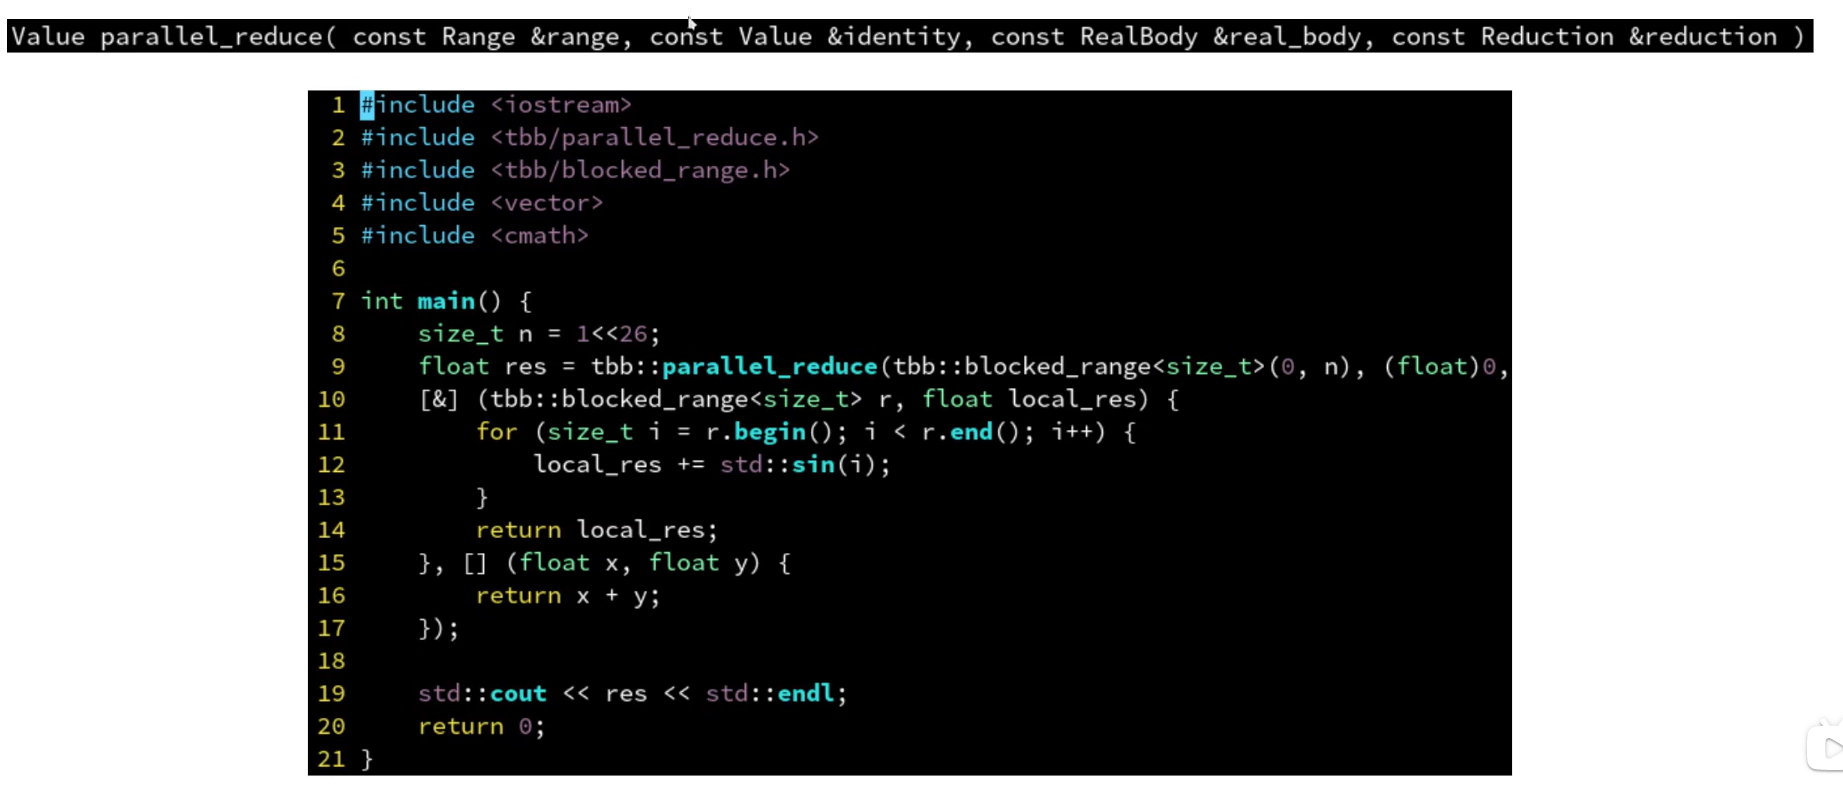 Value parallel_reduce( const Range &range, const Value &identity, const RealBody &real_body, const Reduction &reduction )
1 #include <iostream>
2 #include <tbb/parallel_reduce.h>
3 #include <tbb/blocked_range.h>
4 #include <vector>
5 #include <cmath>
6
7 int main() {
8     size_t n = 1<<26;
9     float res = tbb::parallel_reduce(tbb::blocked_range<size_t>(0, n), (float)0,
10     [&] (tbb::blocked_range<size_t> r, float local_res) {
11         for (size_t i = r.begin(); i < r.end(); i++) {
12             local_res += std::sin(i);
13         }
14         return local_res;
15     }, [] (float x, float y) {
16         return x + y;
17     });
18
19     std::cout << res << std::endl;
20     return 0;
21 }